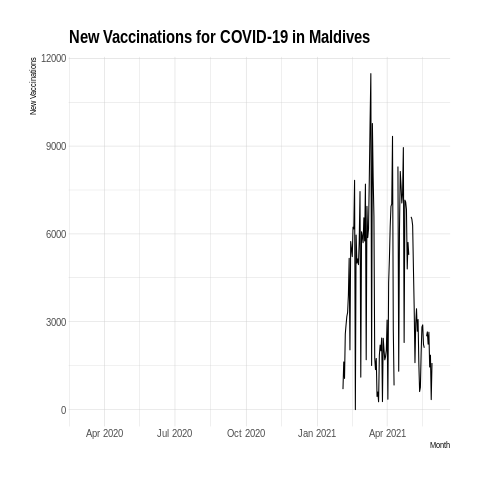 New Vaccinations for COVID-19 in Maldives
New Vaccinations
12000
9000
6000
3000
0
Apr 2020 Jul 2020 Oct 2020 Jan 2021 Apr 2021
Month